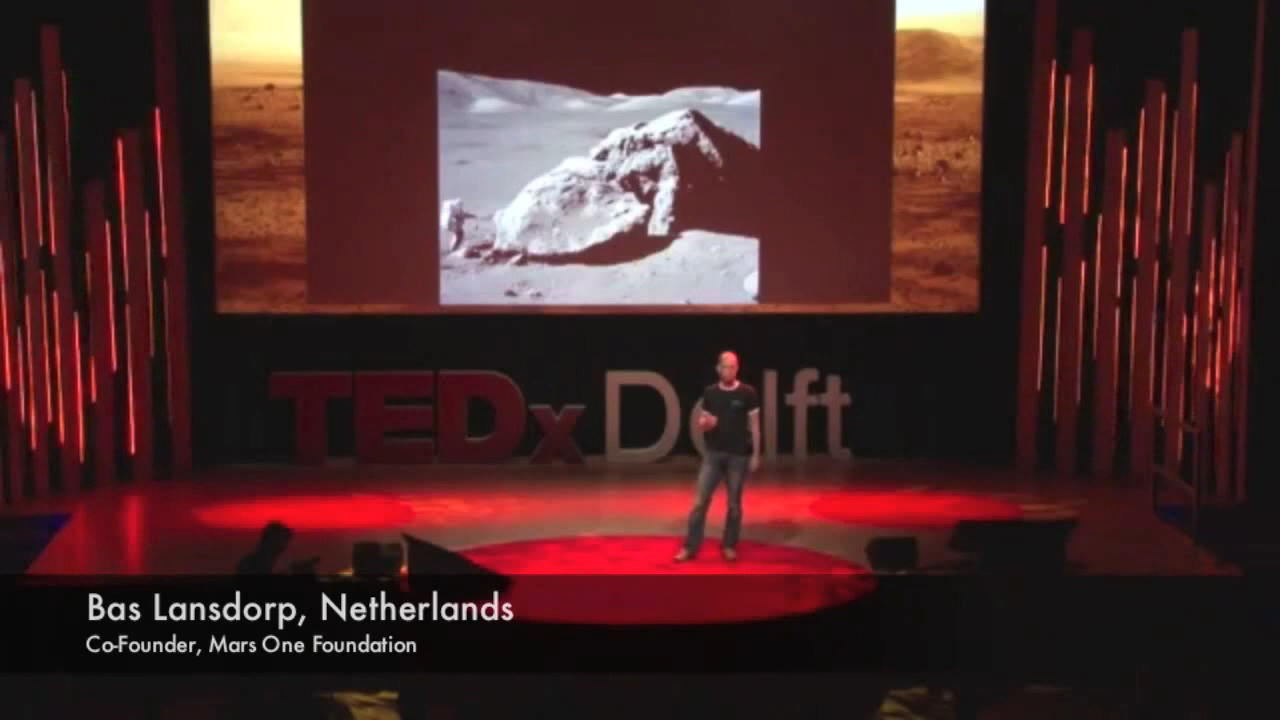 TEDxDelft
Bas Lansdorp, Netherlands
Co-Founder, Mars One Foundation